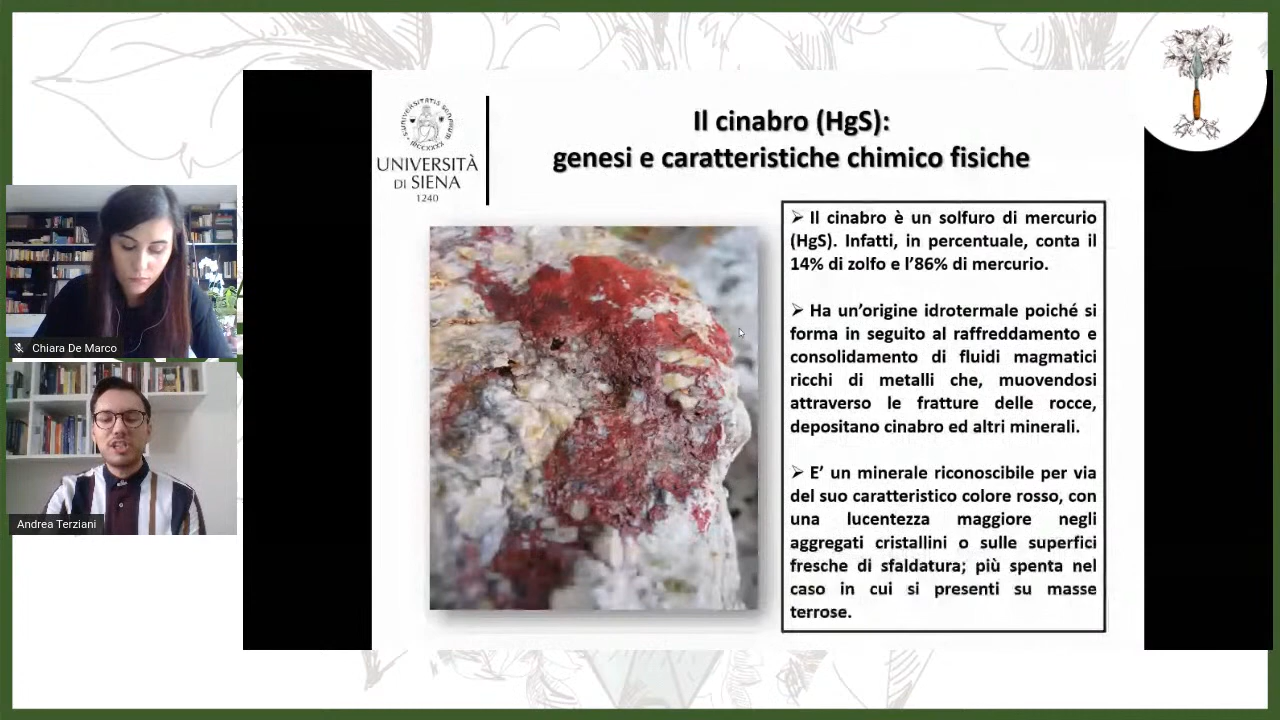 Il cinabro (HgS):
genesi e caratteristiche chimico fisiche
UNIVERSITÀ
DI SIENA
1240
➢ Il cinabro è un solfuro di mercurio
(HgS). Infatti, in percentuale, conta il
14% di zolfo e l’86% di mercurio.
➢ Ha un’origine idrotermale poiché si
forma in seguito al raffreddamento e
consolidamento di fluidi magmatici
ricchi di metalli che, muovendosi
attraverso le fratture delle rocce,
depositano cinabro ed altri minerali.
➢ E’ un minerale riconoscibile per via
del suo caratteristico colore rosso, con
una lucentezza maggiore negli
aggregati cristallini o sulle superfici
fresche di sfaldatura; più spenta nel
caso in cui si presenti su masse
terrose.
Chiara De Marco
Andrea Terziani